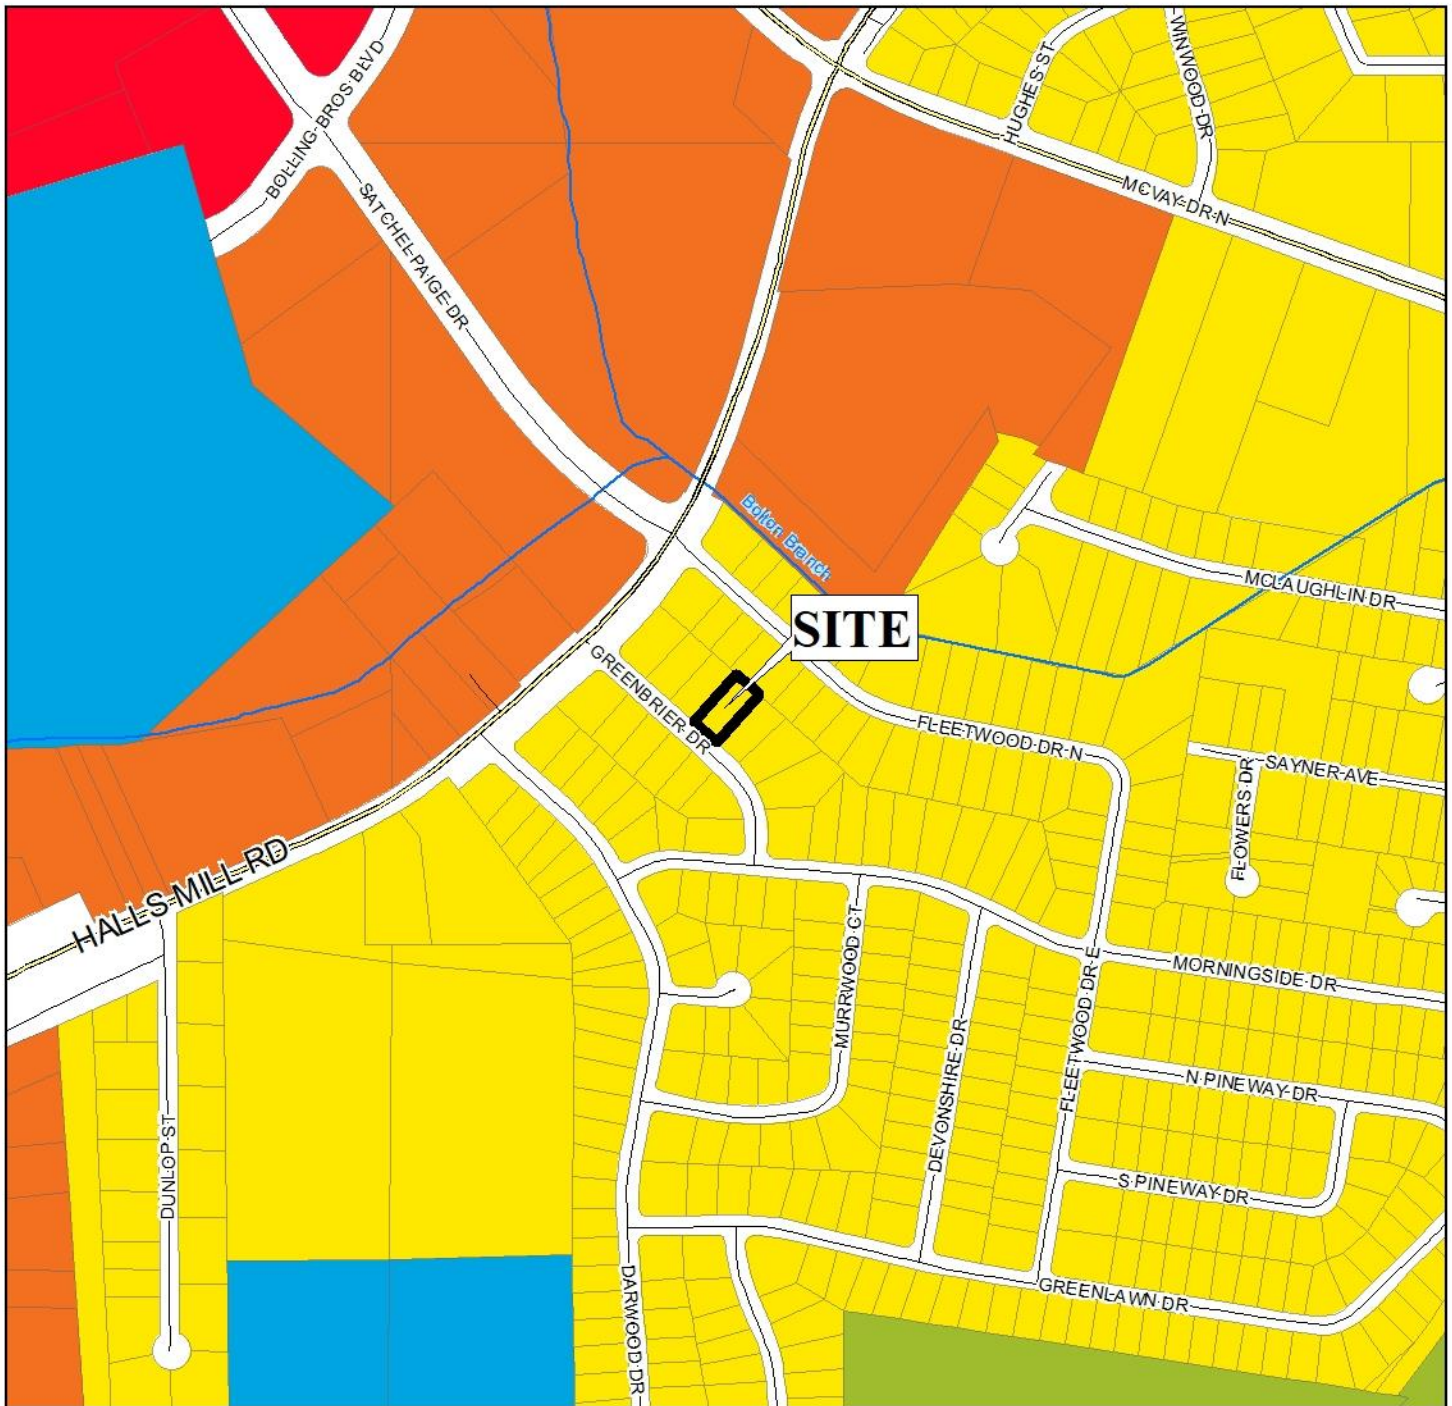 BOLLING BROS BLVD
HUGHES ST
WINWOOD DR
SATCHEL PAIGE DR
MCVAY DR N
Bolton Branch
MCLAUGHLIN DR
SITE
GREENBRIER DR
FLEETWOOD DR N
SAYNER AVE
FLOWERS DR
HALLS MILL RD
MURRWOOD CT
MORNINGSIDE DR
FLEETWOOD DR E
DEVONSHIRE DR
N PINEWAY DR
DUNLOP ST
S PINEWAY DR
DARWOOD DR
GREENLAWN DR